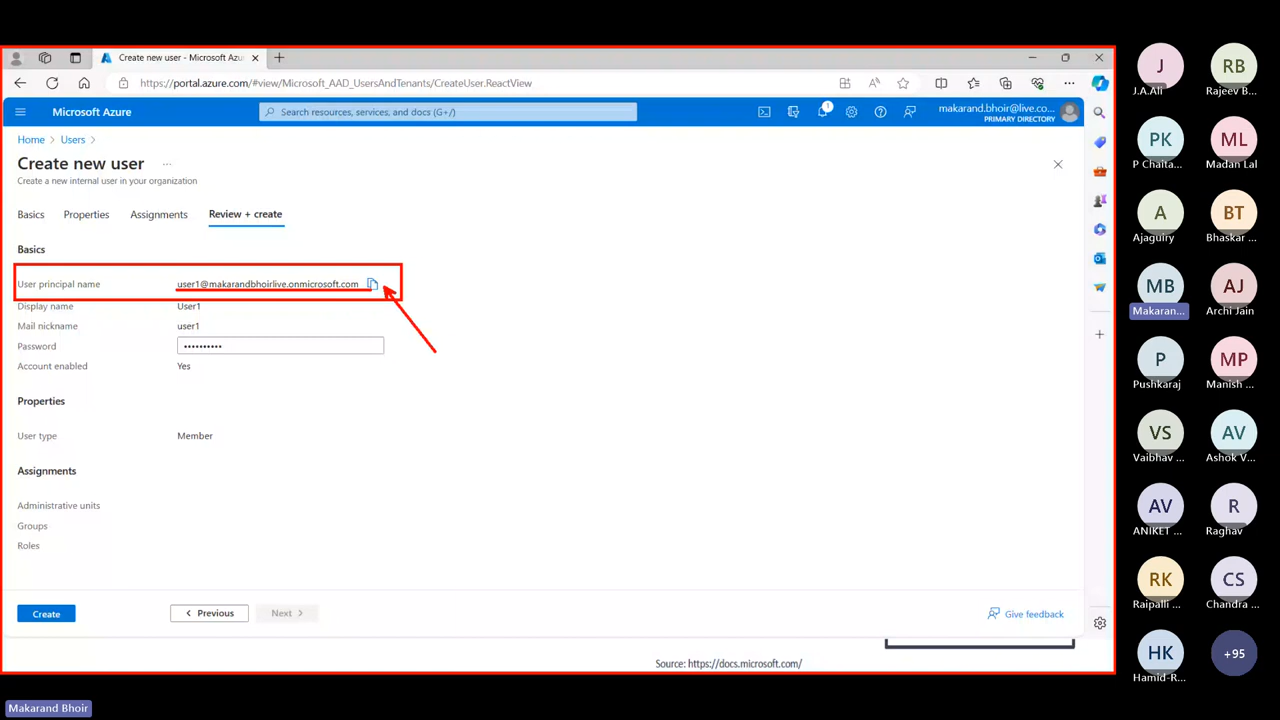 Create new user - Microsoft Azu
https://portal.azure.com/#view/Microsoft_AAD_UsersAndTenants/CreateUser.ReactView
Microsoft Azure
Search resources, services, and docs (G+/)
1
makarand.bhoir@live.co...
PRIMARY DIRECTORY
Home > Users >
Create new user ...
Create a new internal user in your organization
Basics Properties Assignments Review + create
Basics
User principal name user1@makarandbhoirlive.onmicrosoft.com
Display name User1
Mail nickname user1
Password ••••••••••
Account enabled Yes
Properties
User type Member
Assignments
Administrative units
Groups
Roles
Create < Previous Next > Give feedback
Source: https://docs.microsoft.com/
J RB
J.A.Ali Rajeev B...
PK ML
P Chaita... Madan Lal
A BT
Ajaguiry Bhaskar ...
MB AJ
Makaran... Archi Jain
P MP
Pushkaraj Manish ...
VS AV
Vaibhav ... Ashok V...
AV R
ANIKET ... Raghav
RK CS
Raipalli ... Chandra ...
HK +95
Hamid-R...
Makarand Bhoir